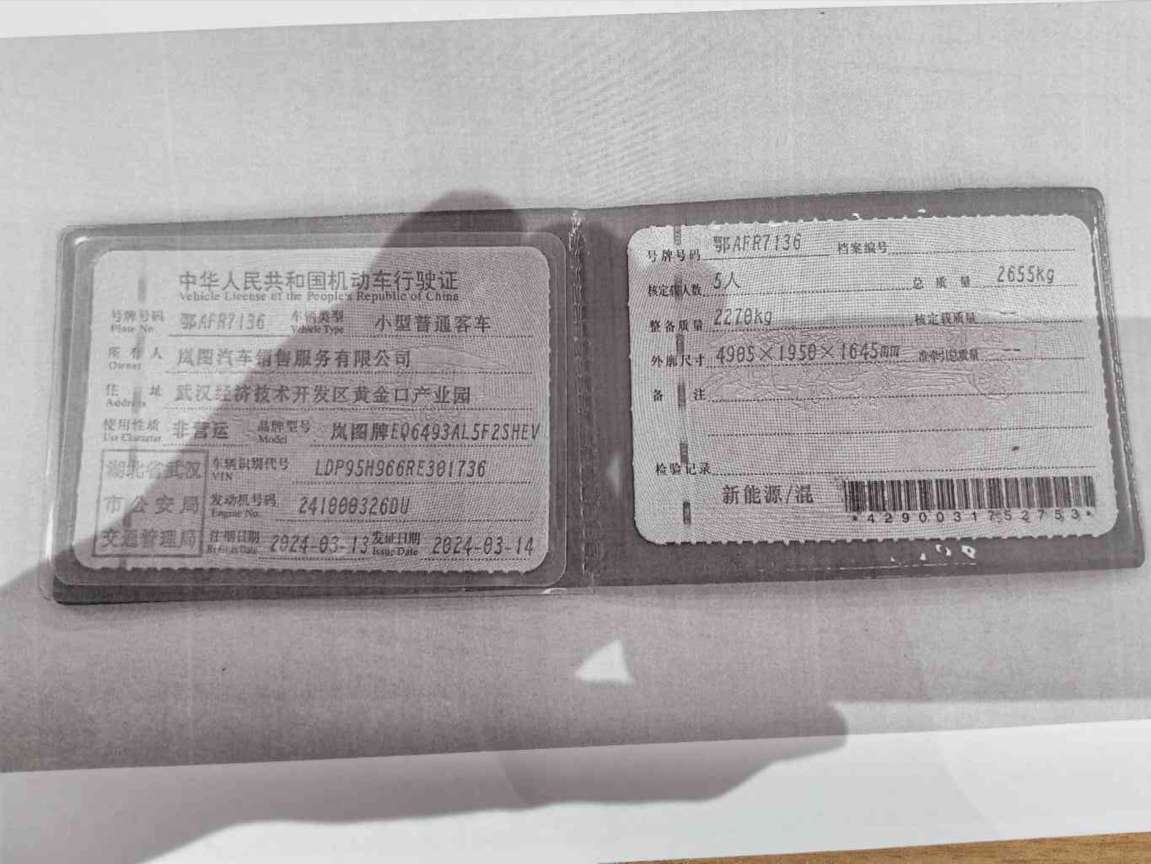 中华人民共和国机动车行驶证
Vehicle License of the People's Republic of China
号牌号码 鄂AFR7136 车辆类型 小型普通客车
Plate No. Vehicle Type
所有人 岚图汽车销售服务有限公司
Owner
住址 武汉经济技术开发区黄金口产业园
Address
使用性质 非营运 品牌型号 岚图牌EQ6493AL5F2SHEV
Use Character Model
湖北省武汉 车辆识别代号 LDP95H966RE301736
VIN
市公安局 发动机号码 241000326DU
Engine No.
交通管理局 注册日期 2024-03-13 发证日期 2024-03-14
Register Date Issue Date
号牌号码 鄂AFR7136 档案编号
核定载人数 5人 总质量 2655kg
整备质量 2270kg 核定载质量 --
外廓尺寸 4905×1950×1645mm 准牵引总质量 --
备注
检验记录
新能源/混
*4290031752753*